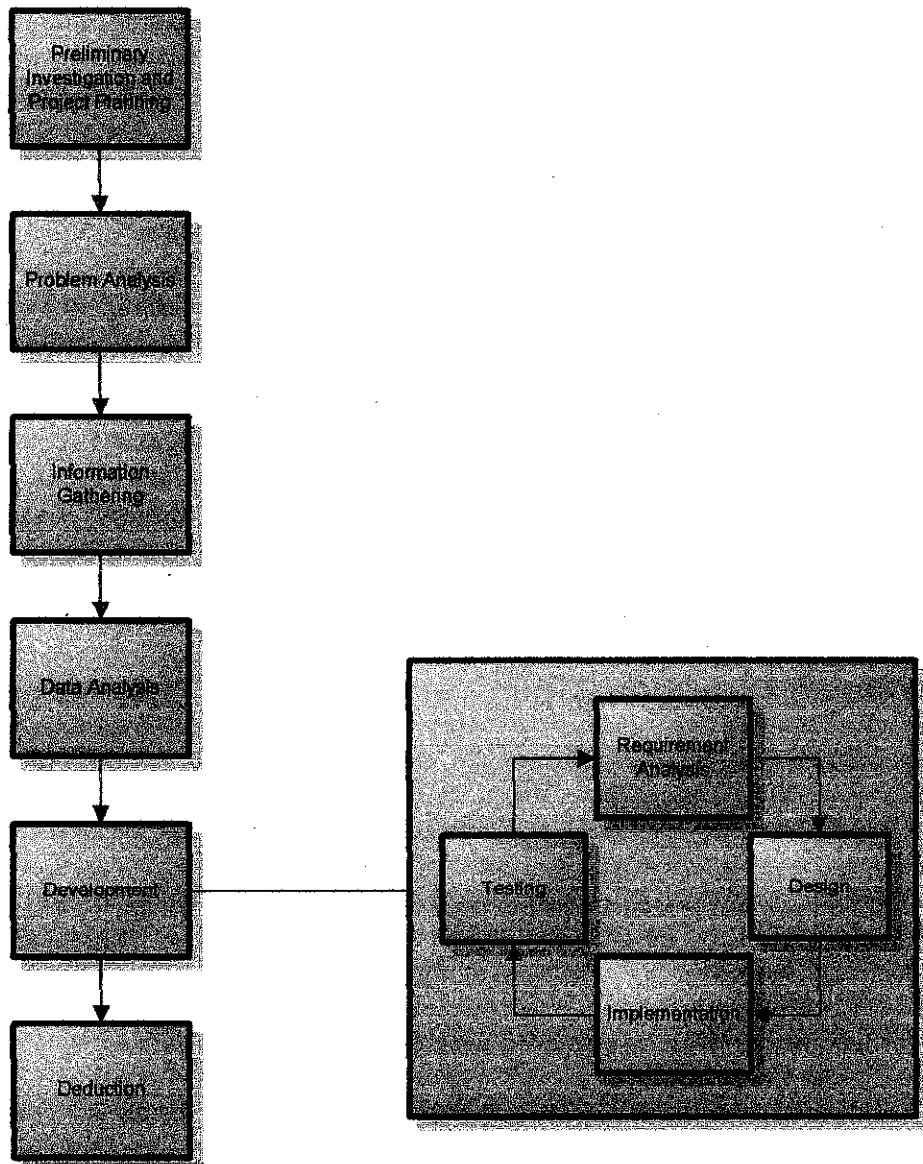 Preliminary
Investigation and
Project Planning
Problem Analysis
Information
Gathering
Data Analysis
Development
Deduction
Requirement
Analysis
Testing
Design
Implementation